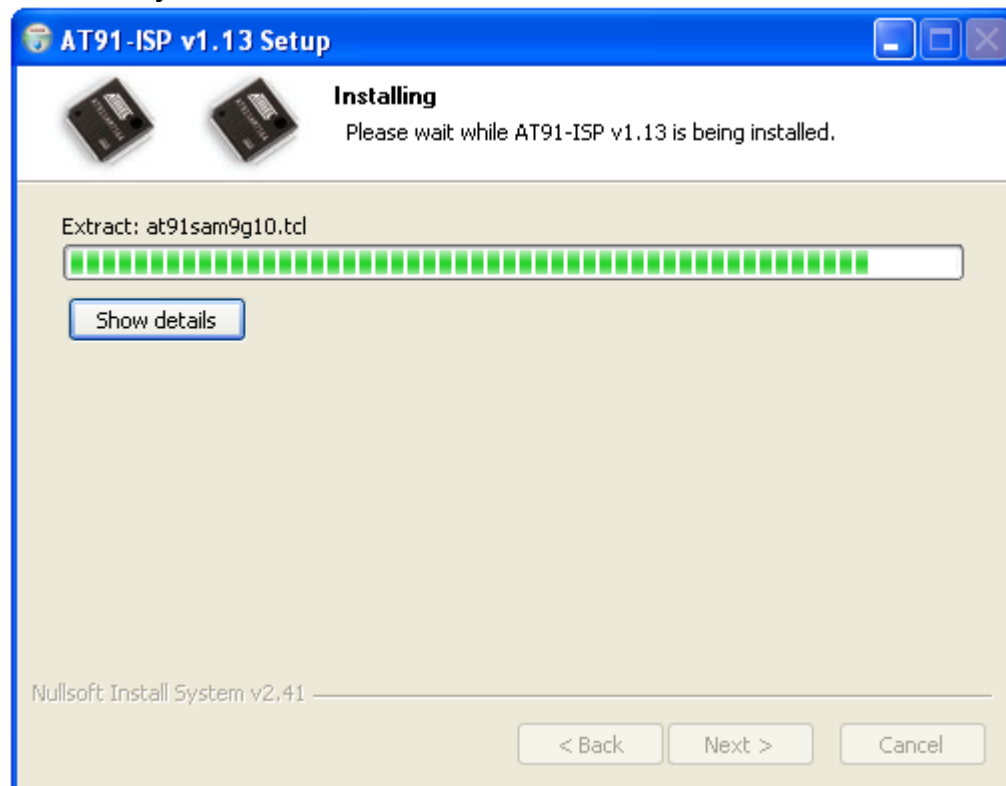 AT91-ISP v1.13 Setup
Installing
Please wait while AT91-ISP v1.13 is being installed.
Extract: at91sam9g10.tcl
Show details
Nullsoft Install System v2.41
< Back
Next >
Cancel